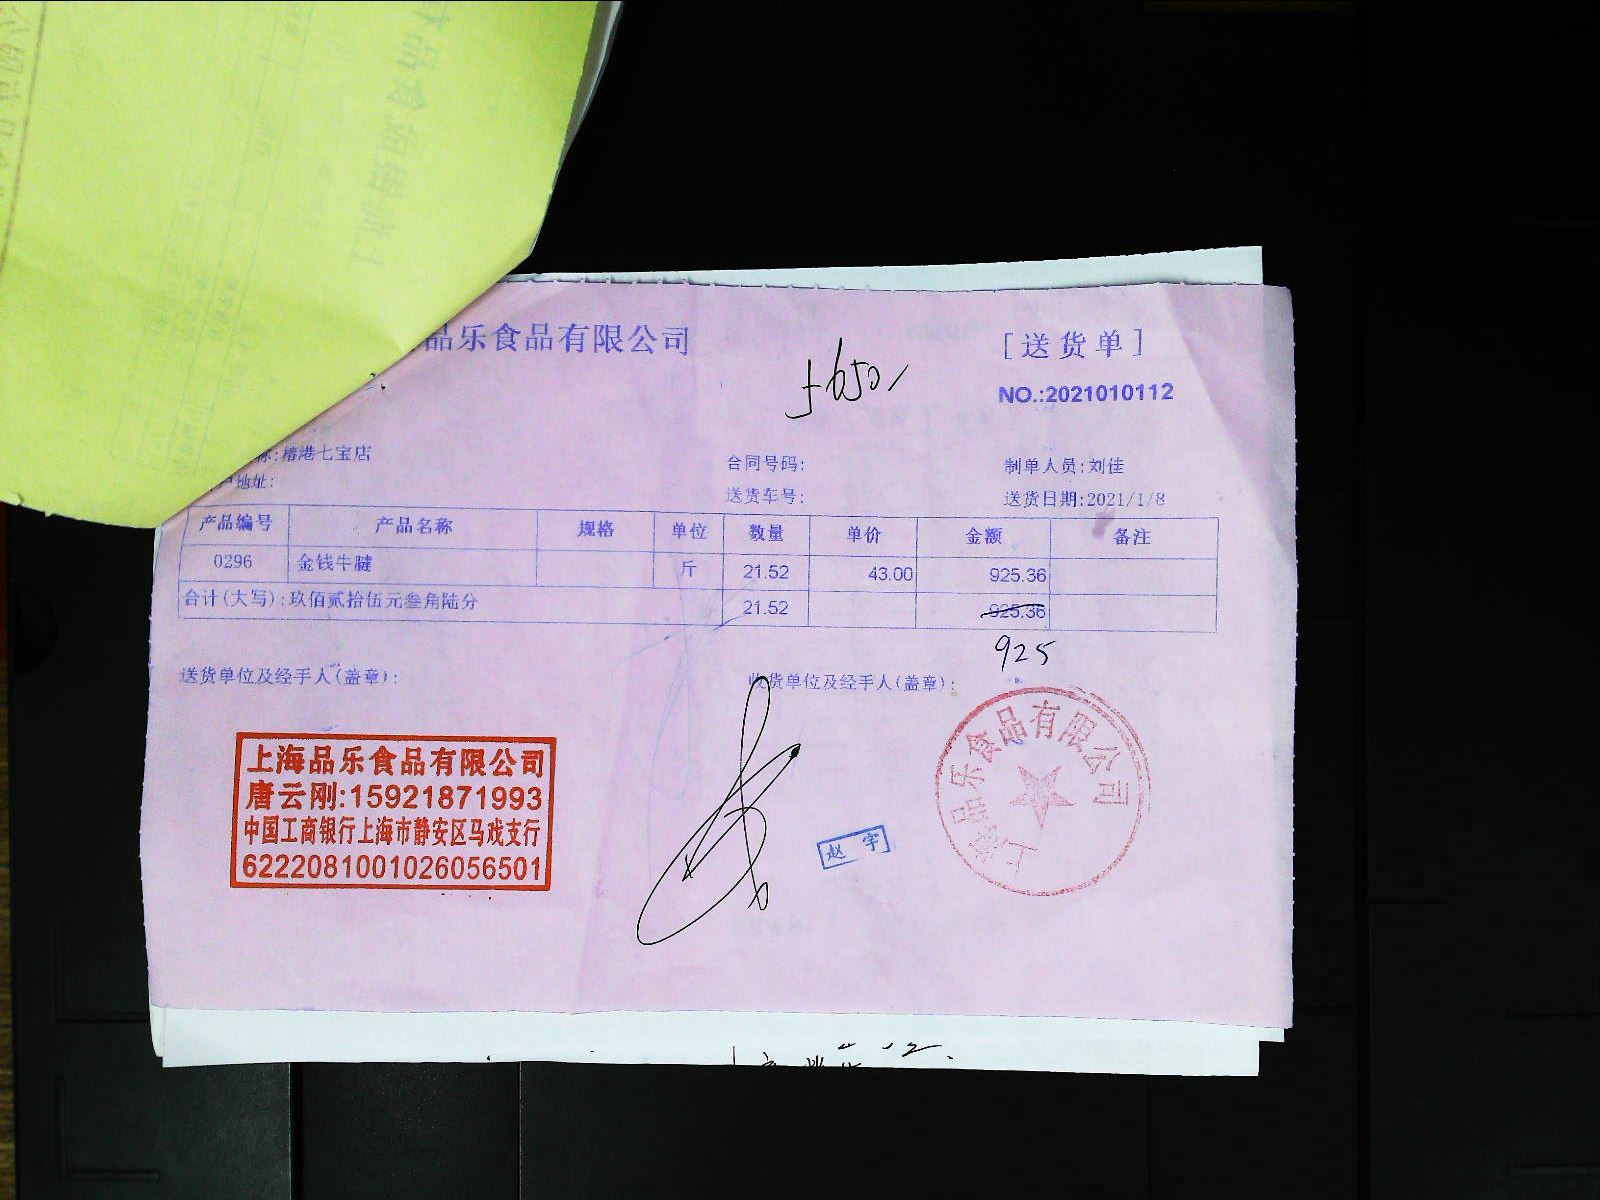 品乐食品有限公司
[送货单]
5650/
NO.:2021010112
称:椿港七宝店
合同号码:
制单人员:刘佳
户地址:
送货车号:
送货日期:2021/1/8
产品编号 产品名称 规格 单位 数量 单价 金额 备注
0296 金钱牛腱 斤 21.52 43.00 925.36
合计(大写):玖佰贰拾伍元叁角陆分 21.52 925.36
925
送货单位及经手人(盖章):
收货单位及经手人(盖章):
上海品乐食品有限公司
唐云刚:15921871993
中国工商银行上海市静安区马戏支行
6222081001026056501
赵宇
上海品乐食品有限公司